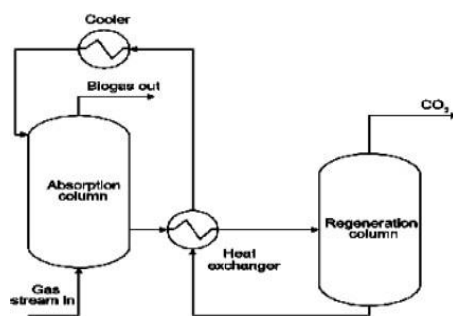 Cooler
Biogas out
CO₂
Absorption
column
Regeneration
column
Heat
exchanger
Gas
stream in